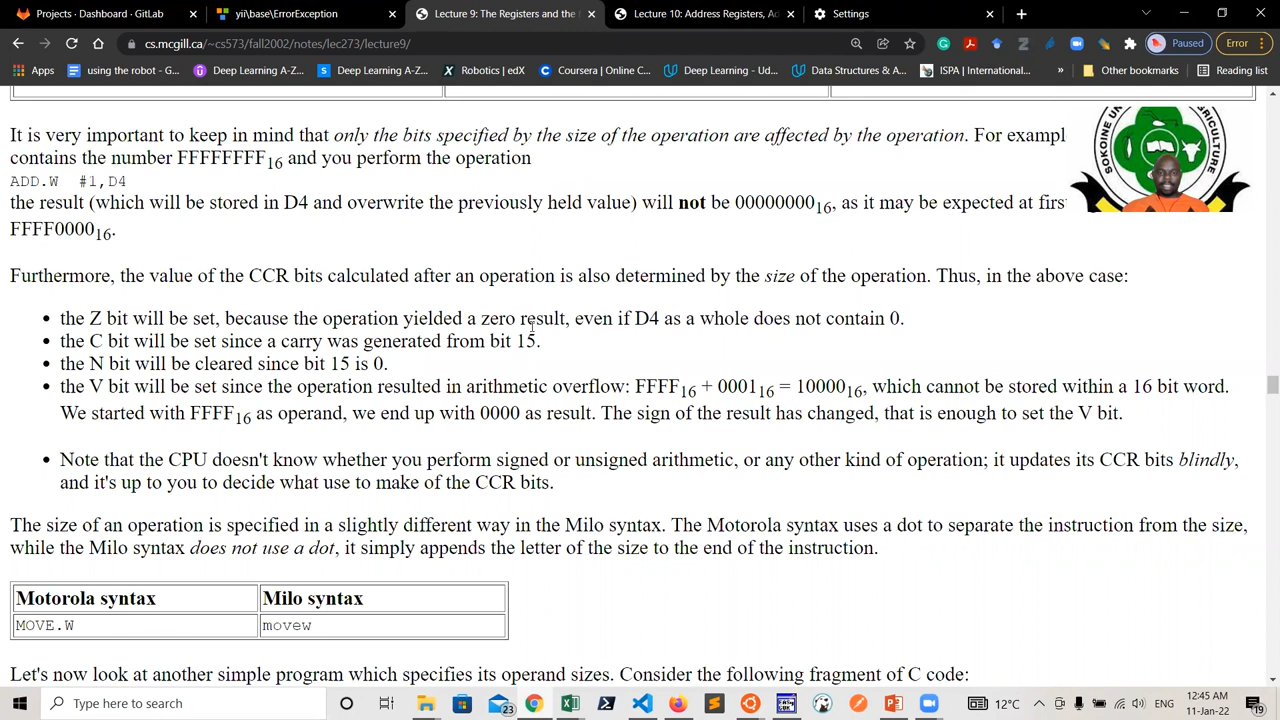 Projects · Dashboard · GitLab
yii\base\ErrorException
Lecture 9: The Registers and the
Lecture 10: Address Registers, Ad
Settings
cs.mcgill.ca/~cs573/fall2002/notes/lec273/lecture9/
Paused
Error
Apps
using the robot - G...
Deep Learning A-Z...
Deep Learning A-Z...
Robotics | edX
Coursera | Online C...
Deep Learning - Ud...
Data Structures & A...
ISPA | International...
»
Other bookmarks
Reading list
It is very important to keep in mind that only the bits specified by the size of the operation are affected by the operation. For exampl
contains the number FFFFFFFF16 and you perform the operation
ADD.W #1,D4
the result (which will be stored in D4 and overwrite the previously held value) will not be 0000000016, as it may be expected at firs
FFFF000016.
Furthermore, the value of the CCR bits calculated after an operation is also determined by the size of the operation. Thus, in the above case:
• the Z bit will be set, because the operation yielded a zero result, even if D4 as a whole does not contain 0.
• the C bit will be set since a carry was generated from bit 15.
• the N bit will be cleared since bit 15 is 0.
• the V bit will be set since the operation resulted in arithmetic overflow: FFFF16 + 000116 = 1000016, which cannot be stored within a 16 bit word.
We started with FFFF16 as operand, we end up with 0000 as result. The sign of the result has changed, that is enough to set the V bit.
• Note that the CPU doesn't know whether you perform signed or unsigned arithmetic, or any other kind of operation; it updates its CCR bits blindly,
and it's up to you to decide what use to make of the CCR bits.
The size of an operation is specified in a slightly different way in the Milo syntax. The Motorola syntax uses a dot to separate the instruction from the size,
while the Milo syntax does not use a dot, it simply appends the letter of the size to the end of the instruction.
Motorola syntax
Milo syntax
MOVE.W
movew
Let's now look at another simple program which specifies its operand sizes. Consider the following fragment of C code:
Type here to search
23
12°C
ENG
12:45 AM
11-Jan-22
19